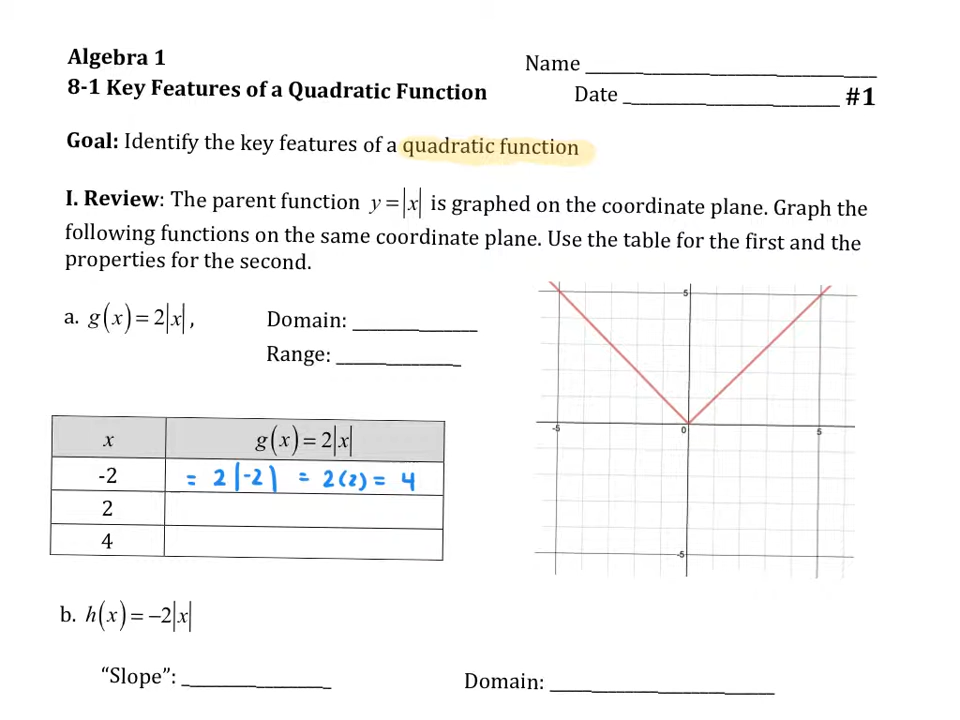 Algebra 1
Name
8-1 Key Features of a Quadratic Function
Date #1
Goal: Identify the key features of a quadratic function
I. Review: The parent function y = |x| is graphed on the coordinate plane. Graph the
following functions on the same coordinate plane. Use the table for the first and the
properties for the second.
a. g(x) = 2|x|,
Domain:
Range:
x g(x) = 2|x|
-2 = 2|-2| = 2(2) = 4
2
4
5
-5 0 5
-5
b. h(x) = −2|x|
“Slope”: Domain: